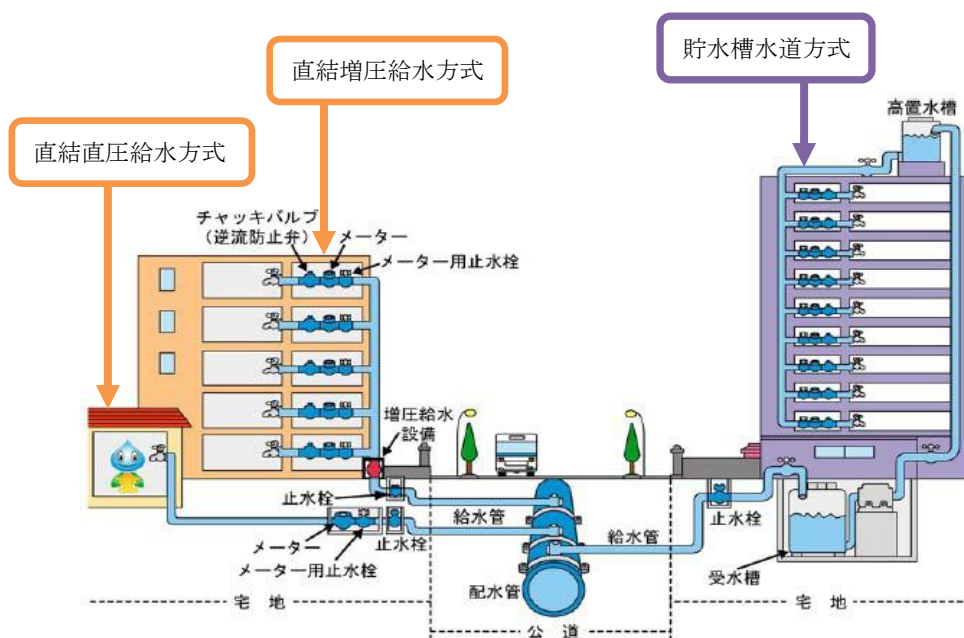 直結増圧給水方式
貯水槽水道方式
直結直圧給水方式
高置水槽
チャッキバルブ
（逆流防止弁）
メーター
メーター用止水栓
増圧給水
設備
止水栓
給水管
止水栓
メーター
メーター用止水栓
給水管
止水栓
配水管
受水槽
宅地
公道
宅地